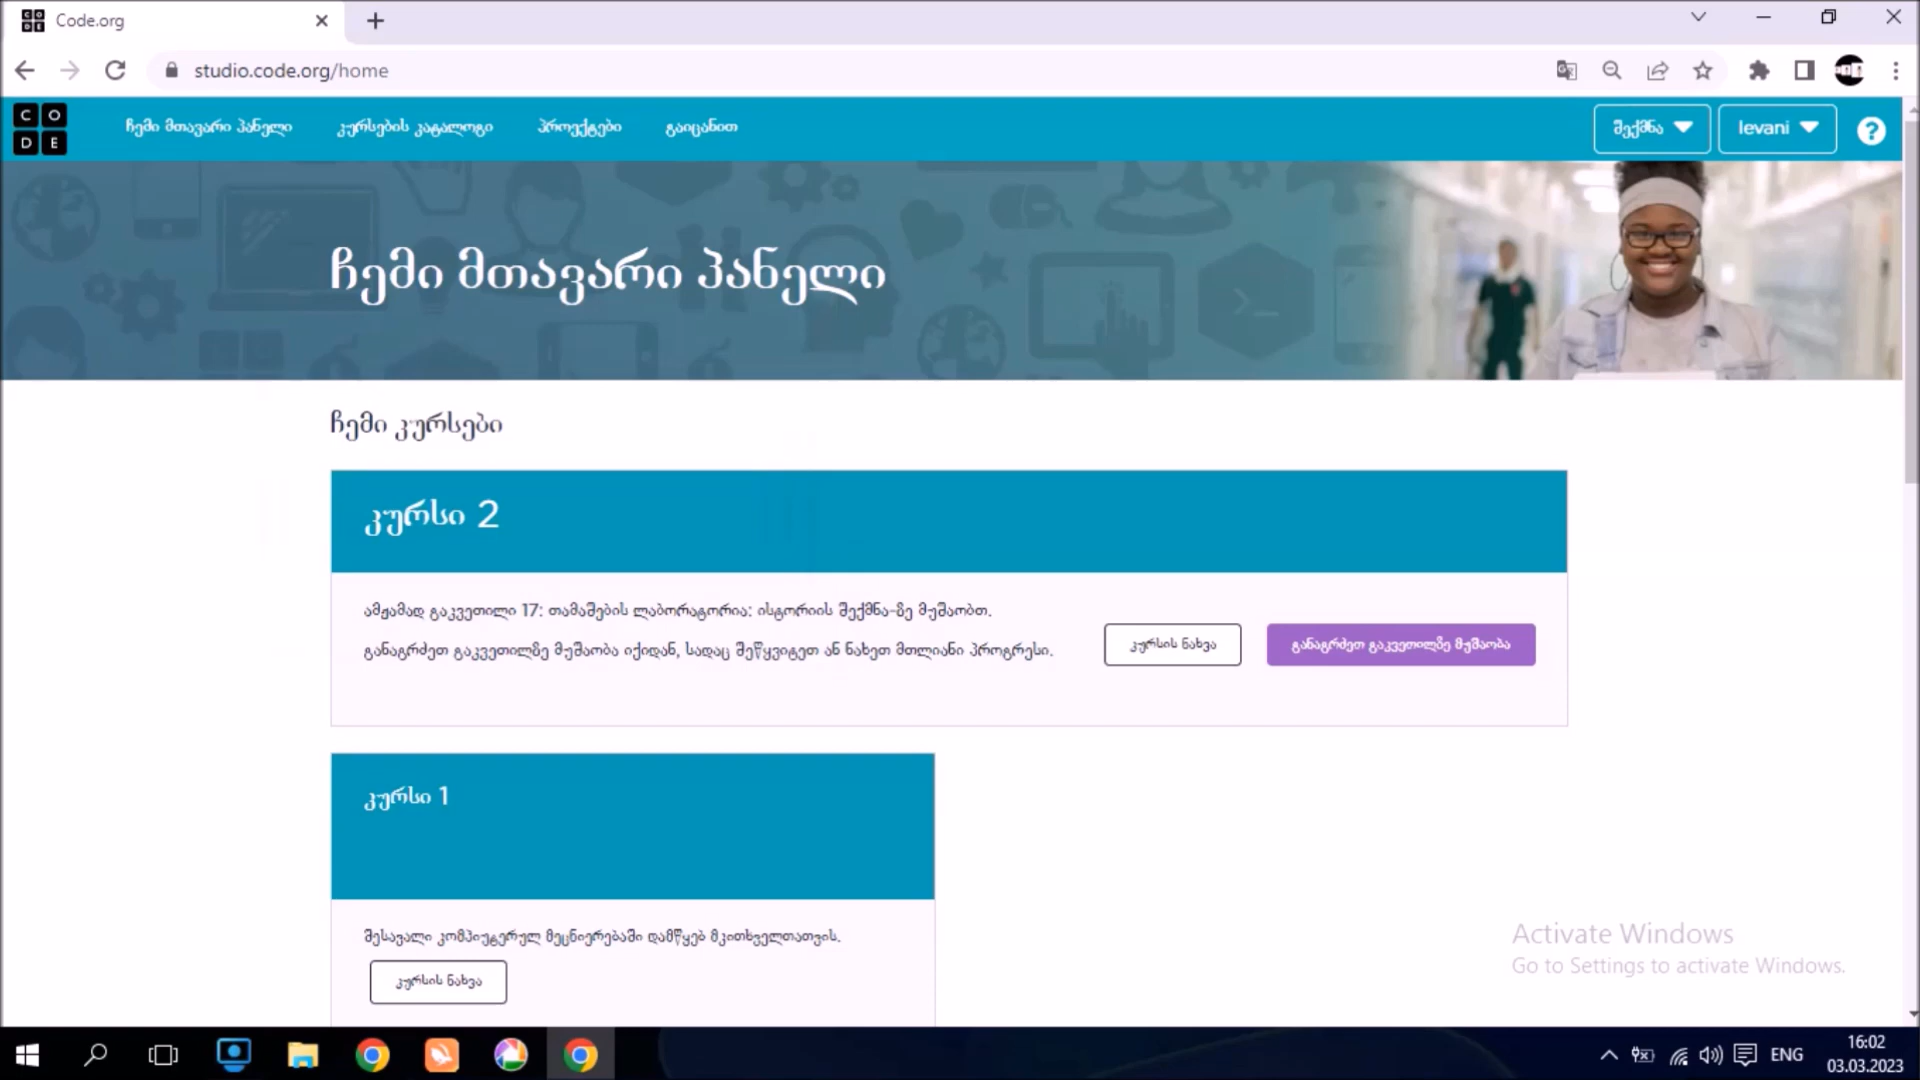 Code.org
studio.code.org/home
C O D E
ჩემი მთავარი პანელი
კურსების კატალოგი
პროექტები
გაიცანით
შექმნა
levani
?
ჩემი მთავარი პანელი
ჩემი კურსები
კურსი 2
ამჟამად გაკვეთილი 17: თამაშების ლაბორატორია: ისტორიის შექმნა-ზე მუშაობთ.
განაგრძეთ გაკვეთილზე მუშაობა იქიდან, სადაც შეწყვიტეთ ან ნახეთ მთლიანი პროგრესი.
კურსის ნახვა
განაგრძეთ გაკვეთილზე მუშაობა
კურსი 1
შესავალი კომპიუტერულ მეცნიერებაში დამწყებ მკითხველთათვის.
კურსის ნახვა
Activate Windows
Go to Settings to activate Windows.
ENG
16:02
03.03.2023